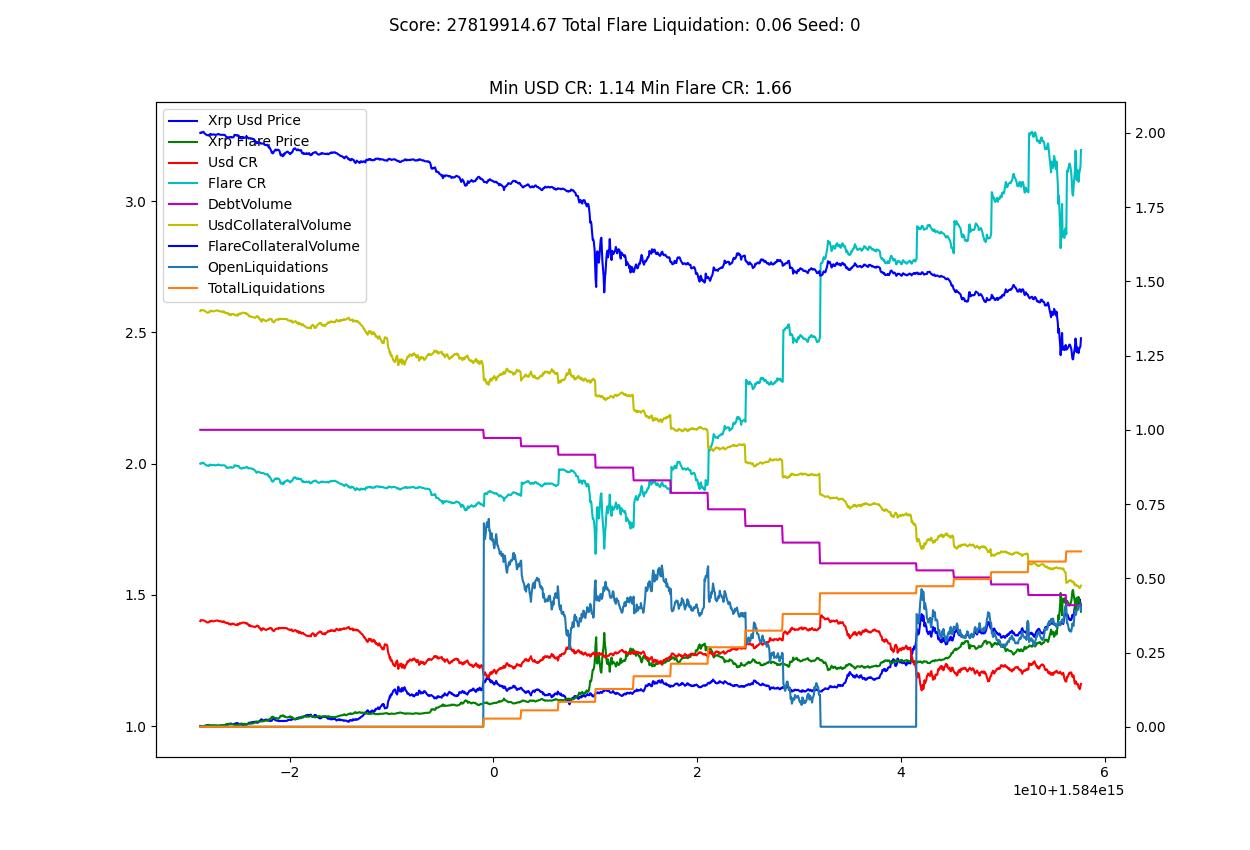 Score: 27819914.67 Total Flare Liquidation: 0.06 Seed: 0
Min USD CR: 1.14 Min Flare CR: 1.66
Xrp Usd Price
Xrp Flare Price
Usd CR
Flare CR
DebtVolume
UsdCollateralVolume
FlareCollateralVolume
OpenLiquidations
TotalLiquidations
3.0
2.5
2.0
1.5
1.0
2.00
1.75
1.50
1.25
1.00
0.75
0.50
0.25
0.00
−2
0
2
4
6
1e10+1.584e15